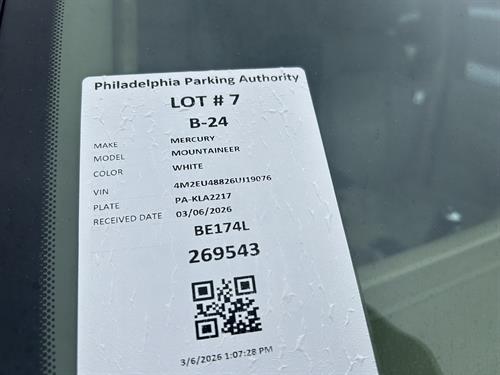 Philadelphia Parking Authority
LOT # 7
B-24
MAKE MERCURY
MODEL MOUNTAINEER
COLOR WHITE
VIN 4M2EU48826UJ19076
PLATE PA-KLA2217
RECEIVED DATE 03/06/2026
BE174L
269543
3/6/2026 1:07:28 PM